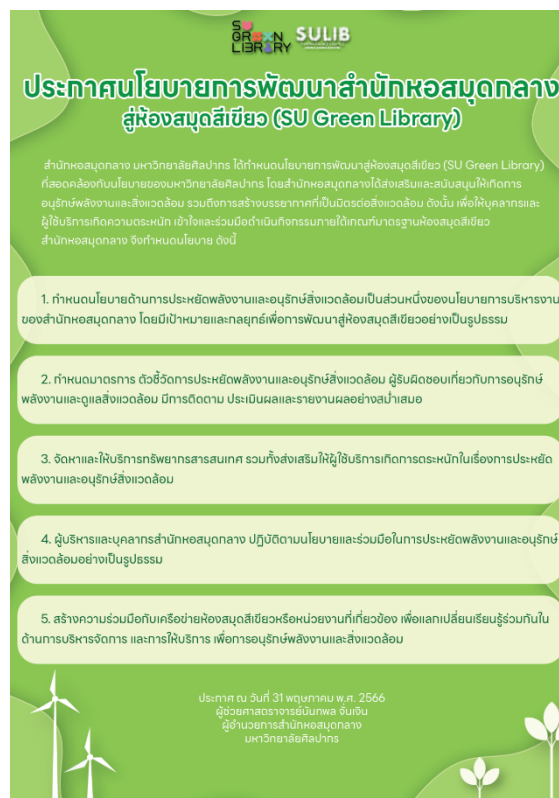 SU
GREEN
LIBRARY
SULIB
ประกาศนโยบายการพัฒนาสำนักหอสมุดกลาง
สู่ห้องสมุดสีเขียว (SU Green Library)
สำนักหอสมุดกลาง มหาวิทยาลัยศิลปากร ได้กำหนดนโยบายการพัฒนาสู่ห้องสมุดสีเขียว (SU Green Library)
ที่สอดคล้องกับนโยบายของมหาวิทยาลัยศิลปากร โดยสำนักหอสมุดกลางได้ส่งเสริมและสนับสนุนให้เกิดการ
อนุรักษ์พลังงานและสิ่งแวดล้อม รวมถึงการสร้างบรรยากาศที่เป็นมิตรต่อสิ่งแวดล้อม ดังนั้น เพื่อให้บุคลากรและ
ผู้ใช้บริการเกิดความตระหนัก เข้าใจและร่วมมือดำเนินกิจกรรมภายใต้เกณฑ์มาตรฐานห้องสมุดสีเขียว
สำนักหอสมุดกลาง จึงกำหนดนโยบาย ดังนี้
1. กำหนดนโยบายด้านการประหยัดพลังงานและอนุรักษ์สิ่งแวดล้อมเป็นส่วนหนึ่งของนโยบายการบริหารงาน
ของสำนักหอสมุดกลาง โดยมีเป้าหมายและกลยุทธ์เพื่อการพัฒนาสู่ห้องสมุดสีเขียวอย่างเป็นรูปธรรม
2. กำหนดมาตรการ ตัวชี้วัดการประหยัดพลังงานและอนุรักษ์สิ่งแวดล้อม ผู้รับผิดชอบเกี่ยวกับการอนุรักษ์
พลังงานและดูแลสิ่งแวดล้อม มีการติดตาม ประเมินผลและรายงานผลอย่างสม่ำเสมอ
3. จัดหาและให้บริการทรัพยากรสารสนเทศ รวมทั้งส่งเสริมให้ผู้ใช้บริการเกิดการตระหนักในเรื่องการประหยัด
พลังงานและอนุรักษ์สิ่งแวดล้อม
4. ผู้บริหารและบุคลากรสำนักหอสมุดกลาง ปฏิบัติตามนโยบายและร่วมมือในการประหยัดพลังงานและอนุรักษ์
สิ่งแวดล้อมอย่างเป็นรูปธรรม
5. สร้างความร่วมมือกับเครือข่ายห้องสมุดสีเขียวหรือหน่วยงานที่เกี่ยวข้อง เพื่อแลกเปลี่ยนเรียนรู้ร่วมกันใน
ด้านการบริหารจัดการ และการให้บริการ เพื่อการอนุรักษ์พลังงานและสิ่งแวดล้อม
ประกาศ ณ วันที่ 31 พฤษภาคม พ.ศ. 2566
ผู้ช่วยศาสตราจารย์นันทพล จั่นเงิน
ผู้อำนวยการสำนักหอสมุดกลาง
มหาวิทยาลัยศิลปากร